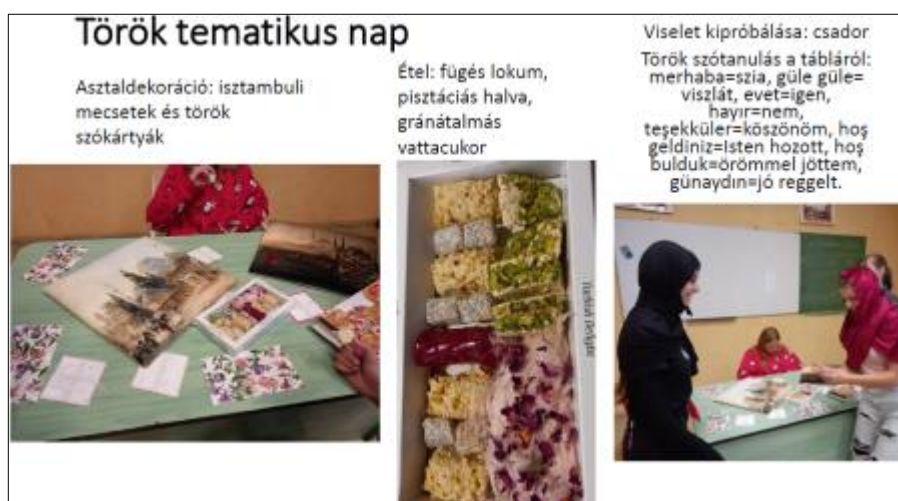 Török tematikus nap
Asztaldekoráció: isztambuli
mecsetek és török
szókártyák
Étel: fügés lokum,
pisztáciás halva,
gránátalmás
vattacukor
Viselet kipróbálása: csador
Török szótanulás a tábláról:
merhaba=szia, güle güle=
viszlát, evet=igen,
hayır=nem,
teşekküler=köszönöm, hoş
geldiniz=Isten hozott, hoş
bulduk=örömmel jöttem,
günaydın=jó reggelt.
Turkish Delight